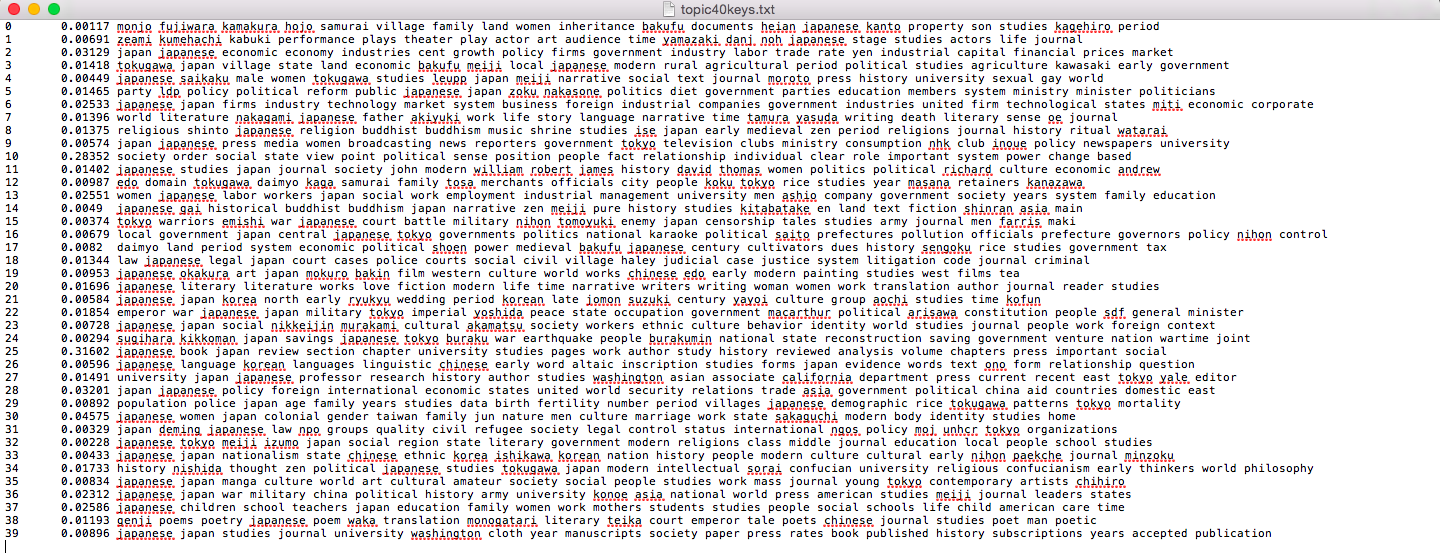 topic40keys.txt
0 0.00117 monjo fujiwara kamakura hojo samurai village family land women inheritance bakufu documents heian japanese kanto property son studies kagehiro period
1 0.00691 zeami kumehachi kabuki performance plays theater play actor art audience time yamazaki danj noh japanese stage studies actors life journal
2 0.03129 japan japanese economic economy industries cent growth policy firms government industry labor trade rate yen industrial capital financial prices market
3 0.01418 tokugawa japan village state land economic bakufu meiji local japanese modern rural agricultural period political studies agriculture kawasaki early government
4 0.00449 japanese saikaku male women tokugawa studies leupp japan meiji narrative social text journal moroto press history university sexual gay world
5 0.01465 party ldp policy political reform public japanese japan zoku nakasone politics diet government parties education members system ministry minister politicians
6 0.02533 japanese japan firms industry technology market system business foreign industrial companies government industries united firm technological states miti economic corporate
7 0.01396 world literature nakagami japanese father akiyuki work life story language narrative time tamura yasuda writing death literary sense oe journal
8 0.01375 religious shinto japanese religion buddhist buddhism music shrine studies ise japan early medieval zen period religions journal history ritual watarai
9 0.00574 japan japanese press media women broadcasting news reporters government tokyo television clubs ministry consumption nhk club inoue policy newspapers university
10 0.28352 society order social state view point political sense position people fact relationship individual clear role important system power change based
11 0.01402 japanese studies japan journal society john modern william robert james history david thomas women politics political richard culture economic andrew
12 0.00987 edo domain tokugawa daimyo kaga samurai family tosa merchants officials city people koku tokyo rice studies year masana retainers kanazawa
13 0.02551 women japanese labor workers japan social work employment industrial management university men ashio company government society years system family education
14 0.0049 japanese gai historical buddhist buddhism japan narrative zen meiji pure history studies kitabatake en land text fiction shinran asia main
15 0.00374 tokyo warriors emishi war japanese court battle military nihon tomoyuki enemy japan censorship tales studies army journal men farris maki
16 0.00679 local government japan central japanese tokyo governments politics national karaoke political saito prefectures pollution officials prefecture governors policy nihon control
17 0.0082 daimyo land period system economic political shoen power medieval bakufu japanese century cultivators dues history sengoku rice studies government tax
18 0.01344 law japanese legal japan court cases police courts social civil village haley judicial case justice system litigation code journal criminal
19 0.00953 japanese okakura art japan mokuro bakin film western culture world works chinese edo early modern painting studies west films tea
20 0.01696 japanese literary literature works love fiction modern life time narrative writers writing woman women work translation author journal reader studies
21 0.00584 japanese japan korea north early ryukyu wedding period korean late jomon suzuki century yayoi culture group aochi studies time kofun
22 0.01854 emperor war japanese japan military tokyo imperial yoshida peace state occupation government macarthur political arisawa constitution people sdf general minister
23 0.00728 japanese japan social nikkeijin murakami cultural akamatsu society workers ethnic culture behavior identity world studies journal people work foreign context
24 0.00294 sugihara kikkoman japan savings japanese tokyo buraku war earthquake people burakumin national state reconstruction saving government venture nation wartime joint
25 0.31602 japanese book japan review section chapter university studies pages work author study history reviewed analysis volume chapters press important social
26 0.00596 japanese language korean languages linguistic chinese early word altaic inscription studies forms japan evidence words text ong form relationship question
27 0.01491 university japan japanese professor research history author studies washington asian associate california department press current recent east tokyo yale editor
28 0.03201 japan japanese policy foreign international economic states united world security relations trade asia government political china aid countries domestic east
29 0.00892 population police japan age family years studies data birth fertility number period villages japanese demographic rice tokugawa patterns tokyo mortality
30 0.04575 japanese women japan colonial gender taiwan family jun nature men culture marriage work state sakaguchi modern body identity studies home
31 0.00329 japan deming japanese law npo groups quality civil refugee society legal control status international ngos policy moj unhcr tokyo organizations
32 0.00228 japanese tokyo meiji izumo japan social region state literary government modern religions class middle journal education local people school studies
33 0.00433 japanese japan nationalism state chinese ethnic korea ishikawa korean nation history people modern culture cultural early nihon paekche journal minzoku
34 0.01733 history nishida thought zen political japanese studies tokugawa japan modern intellectual sorai confucian university religious confucianism early thinkers world philosophy
35 0.00834 japanese japan manga culture world art cultural amateur society social people studies work mass journal young tokyo contemporary artists chihiro
36 0.02312 japanese japan war military china political history army university konoe asia national world press american studies meiji journal leaders states
37 0.02586 japanese children school teachers japan education family women work mothers students studies people social schools life child american care time
38 0.01193 genji poems poetry japanese poem waka translation monogatari literary teika court emperor tale poets chinese journal studies poet man poetic
39 0.00896 japanese japan studies journal university washington cloth year manuscripts society paper press rates book published history subscriptions years accepted publication